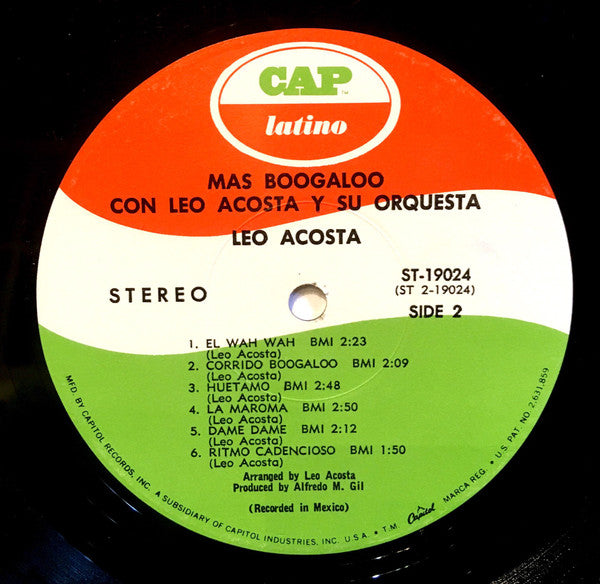 CAP TM
latino
MAS BOOGALOO
CON LEO ACOSTA Y SU ORQUESTA
LEO ACOSTA
STEREO
ST-19024
(ST 2-19024)
SIDE 2
1. EL WAH WAH BMI 2:23
(Leo Acosta)
2. CORRIDO BOOGALOO BMI 2:09
(Leo Acosta)
3. HUETAMO BMI 2:48
(Leo Acosta)
4. LA MAROMA BMI 2:50
(Leo Acosta)
5. DAME DAME BMI 2:12
(Leo Acosta)
6. RITMO CADENCIOSO BMI 1:50
(Leo Acosta)
Arranged by Leo Acosta
Produced by Alfredo M. Gil
(Recorded in Mexico)
MFD. BY CAPITOL RECORDS, INC. A SUBSIDIARY OF CAPITOL INDUSTRIES, INC. U.S.A. • T.M. Capitol MARCA REG. • U.S. PAT. NO. 2,631,859